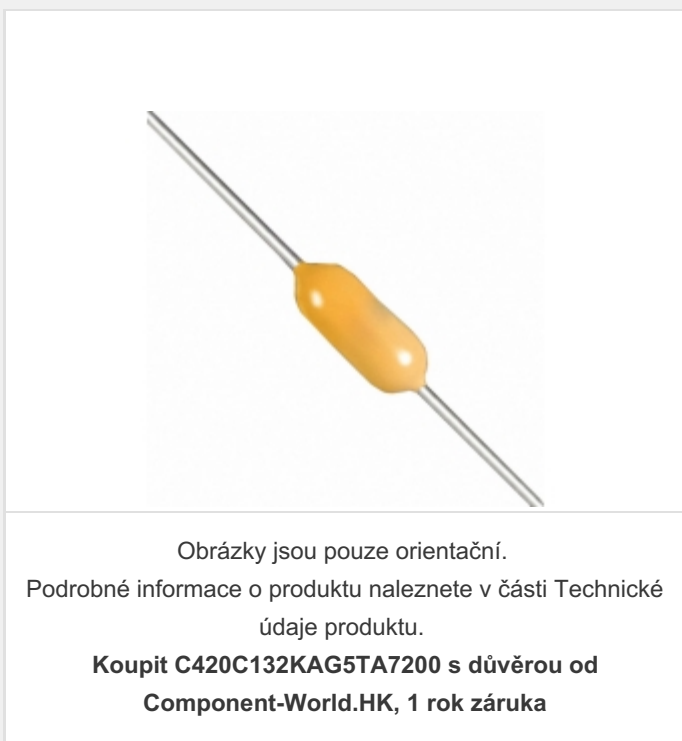 Obrázky jsou pouze orientační.
Podrobné informace o produktu naleznete v části Technické
údaje produktu.
Koupit C420C132KAG5TA7200 s důvěrou od
Component-World.HK, 1 rok záruka